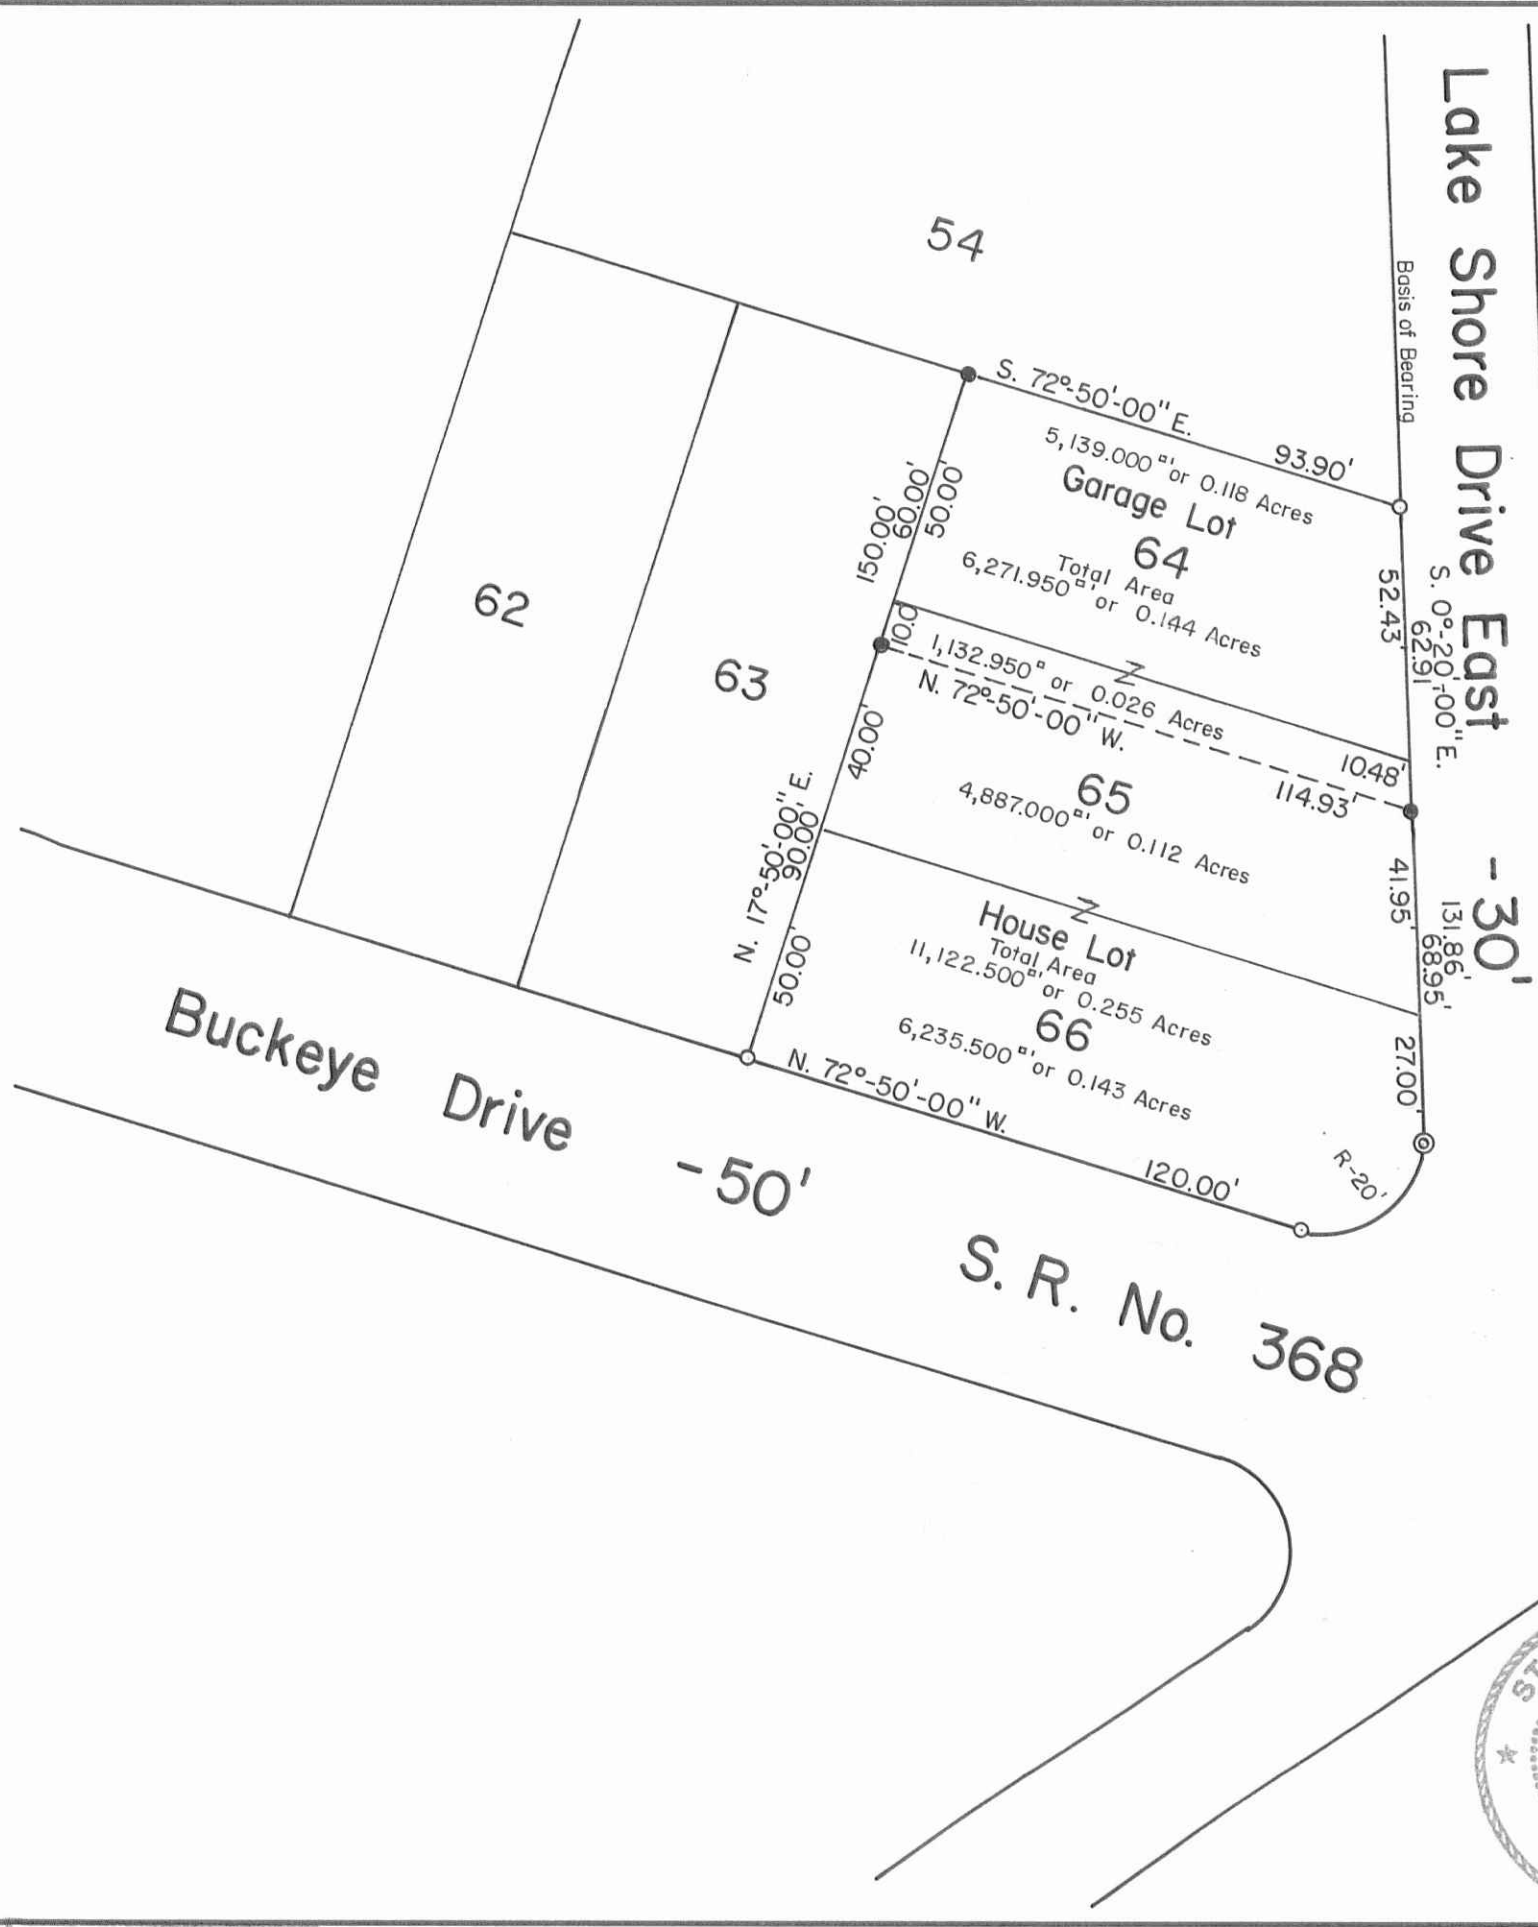 Lake Shore Drive East - 30'
Basis of Bearing
54
S. 72°-50'-00" E. 93.90'
5,139.000 □' or 0.118 Acres
Garage Lot
64
Total Area
6,271.950 □' or 0.144 Acres
150.00'
60.00'
50.00'
10.0
52.43'
S. 0°-20'-00" E.
62.91'
1,132.950 □ or 0.026 Acres
N. 72°-50'-00" W. 114.93'
10.48'
62
63
40.00'
65
4,887.000 □' or 0.112 Acres
N. 17°-50'-00" E.
90.00'
41.95'
131.86'
68.95'
House Lot
Total Area
11,122.500 □' or 0.255 Acres
66
6,235.500 □' or 0.143 Acres
50.00'
27.00'
N. 72°-50'-00" W. 120.00'
R-20'
Buckeye Drive - 50' S. R. No. 368